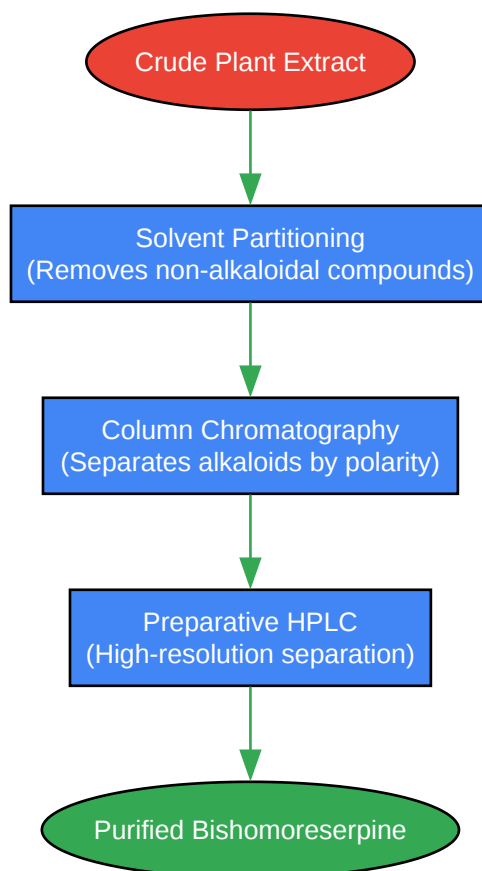 Crude Plant Extract
Solvent Partitioning
(Removes non-alkaloidal compounds)
Column Chromatography
(Separates alkaloids by polarity)
Preparative HPLC
(High-resolution separation)
Purified Bishomoreserpine